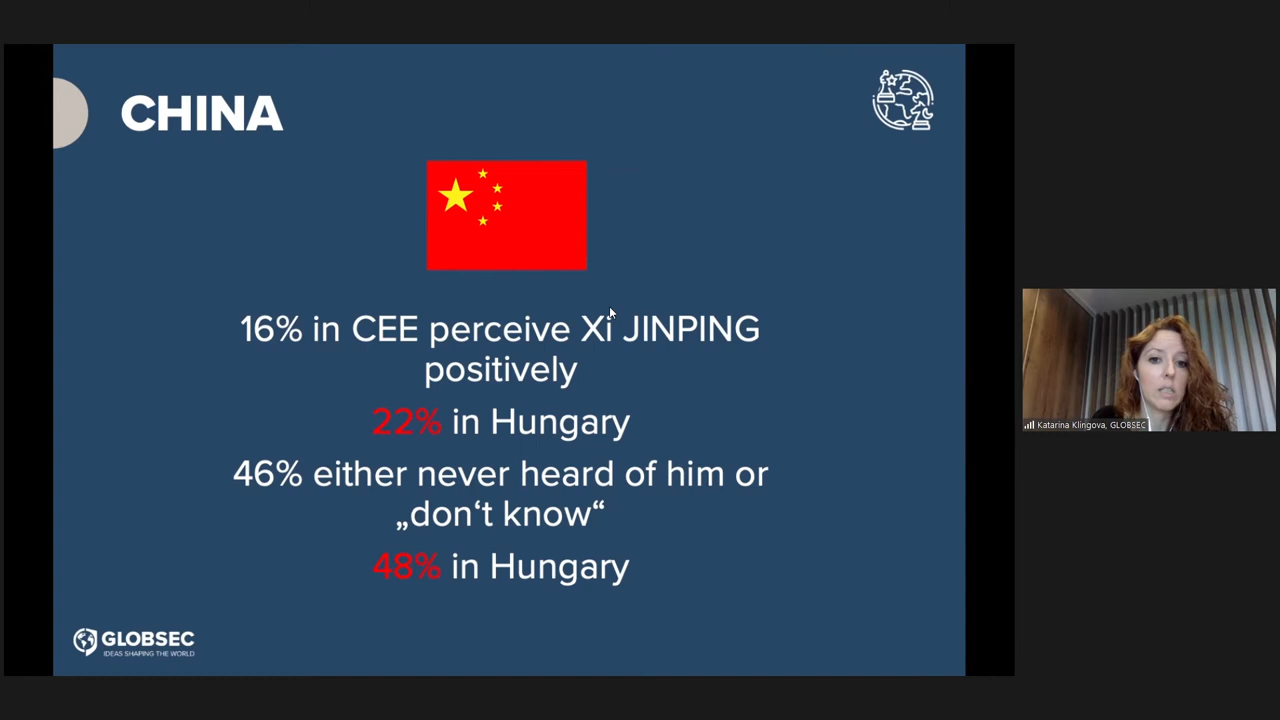 CHINA
16% in CEE perceive Xi JINPING
positively
22% in Hungary
46% either never heard of him or
„don‘t know“
48% in Hungary
GLOBSEC
IDEAS SHAPING THE WORLD
Katarina Klingova, GLOBSEC